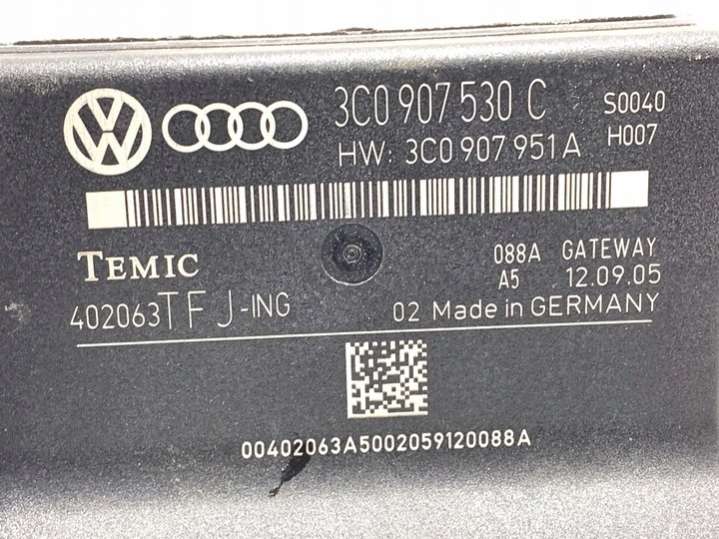 3C0 907 530 C S0040
HW: 3C0 907 951 A H007
TEMIC 088A GATEWAY
A5 12.09.05
402063TFJ-ING 02 Made in GERMANY
00402063A5002059120088A